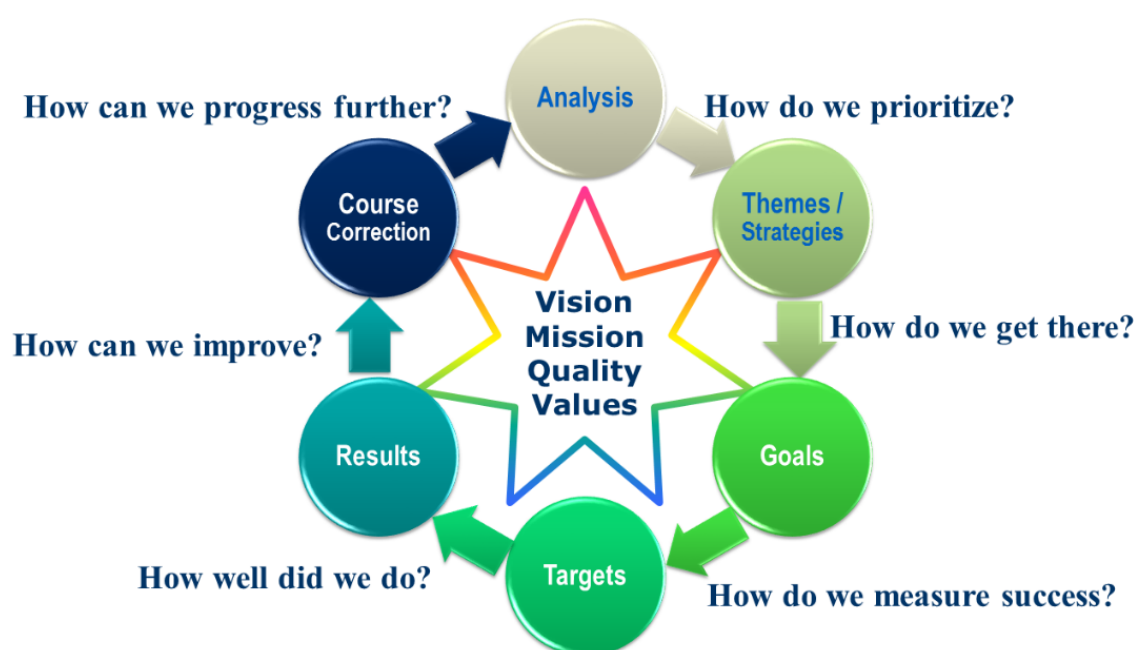 Analysis
How do we prioritize?
Themes /
Strategies
How do we get there?
Goals
How do we measure success?
Targets
How well did we do?
Results
How can we improve?
Course
Correction
How can we progress further?
Vision
Mission
Quality
Values